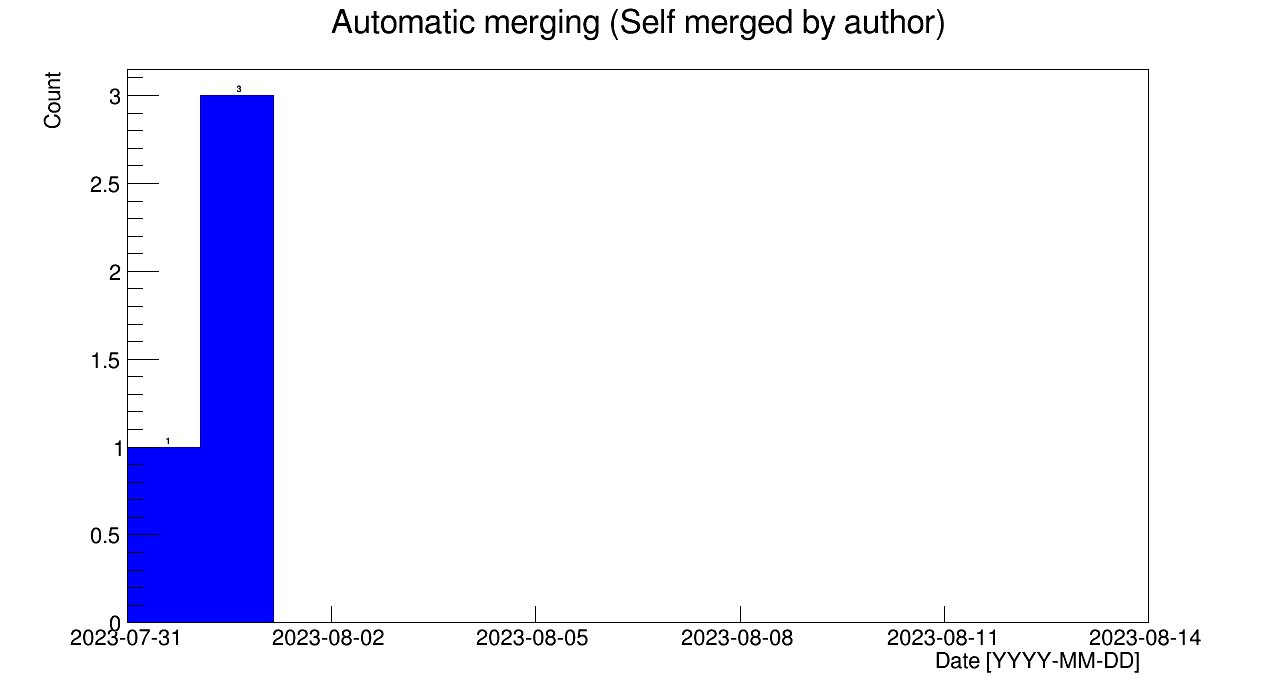 Automatic merging (Self merged by author)
Count
3
2.5
2
1.5
1
0.5
0
3
1
2023-07-31 2023-08-02 2023-08-05 2023-08-08 2023-08-11 2023-08-14
Date [YYYY-MM-DD]